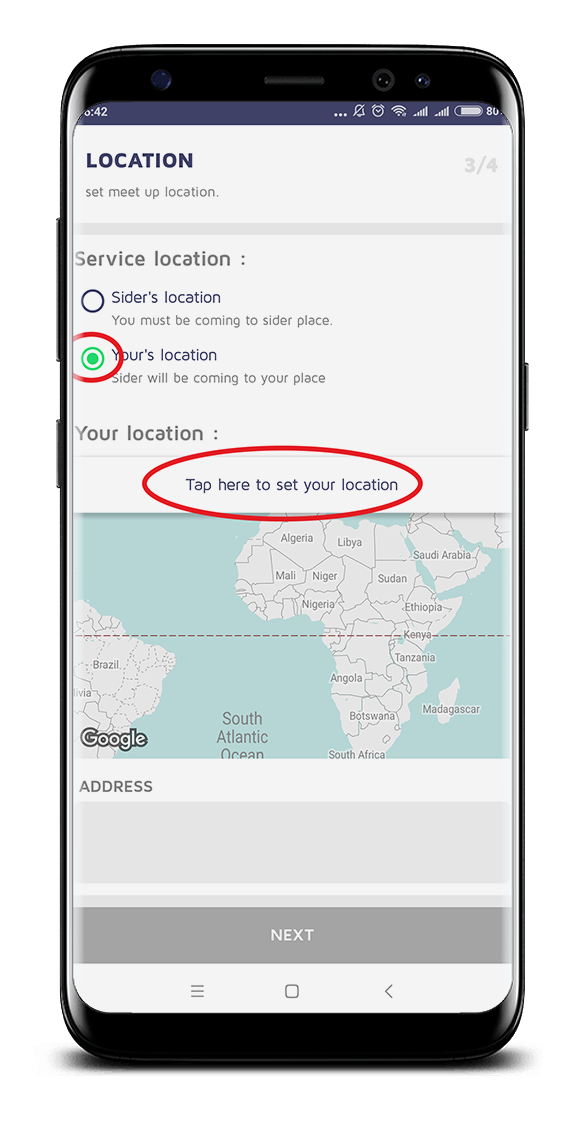 6:42 ... 80
LOCATION
3/4
set meet up location.
Service location :
Sider's location
You must be coming to sider place.
Your's location
Sider will be coming to your place
Your location :
Tap here to set your location
Algeria Libya
Saudi Arabia
Mali Niger Sudan
Nigeria Ethiopia
Kenya
Brazil Tanzania
Angola
livia
Botswana Madagascar
South
Atlantic
Ocean
Google
South Africa
ADDRESS
NEXT